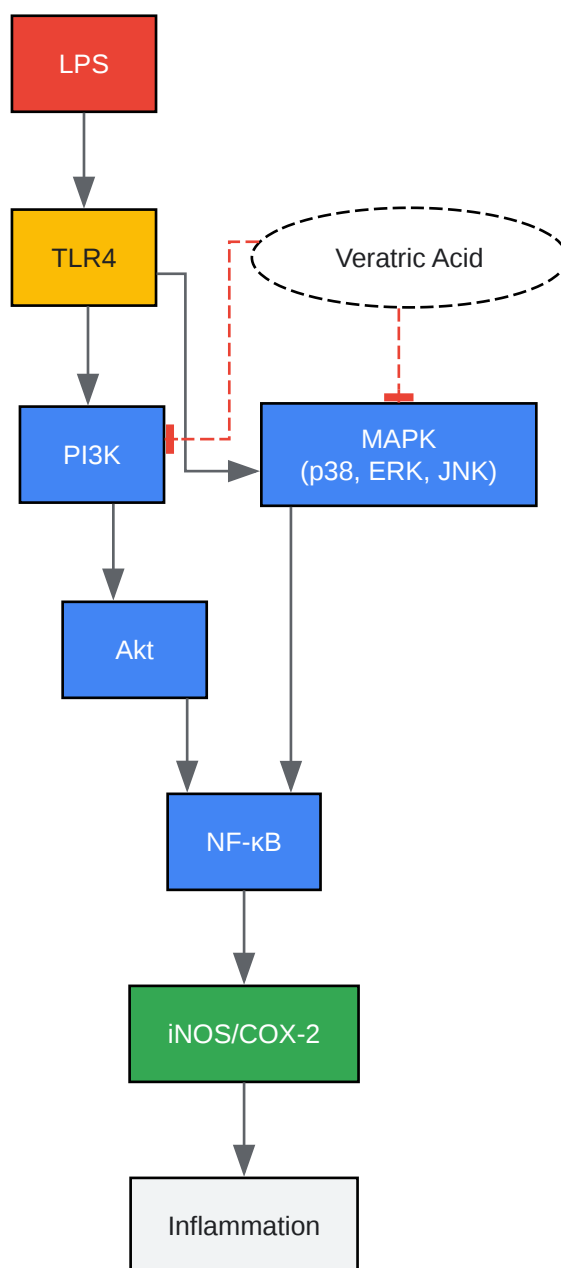 LPS
TLR4
Veratric Acid
PI3K
MAPK
(p38, ERK, JNK)
Akt
NF-κB
iNOS/COX-2
Inflammation